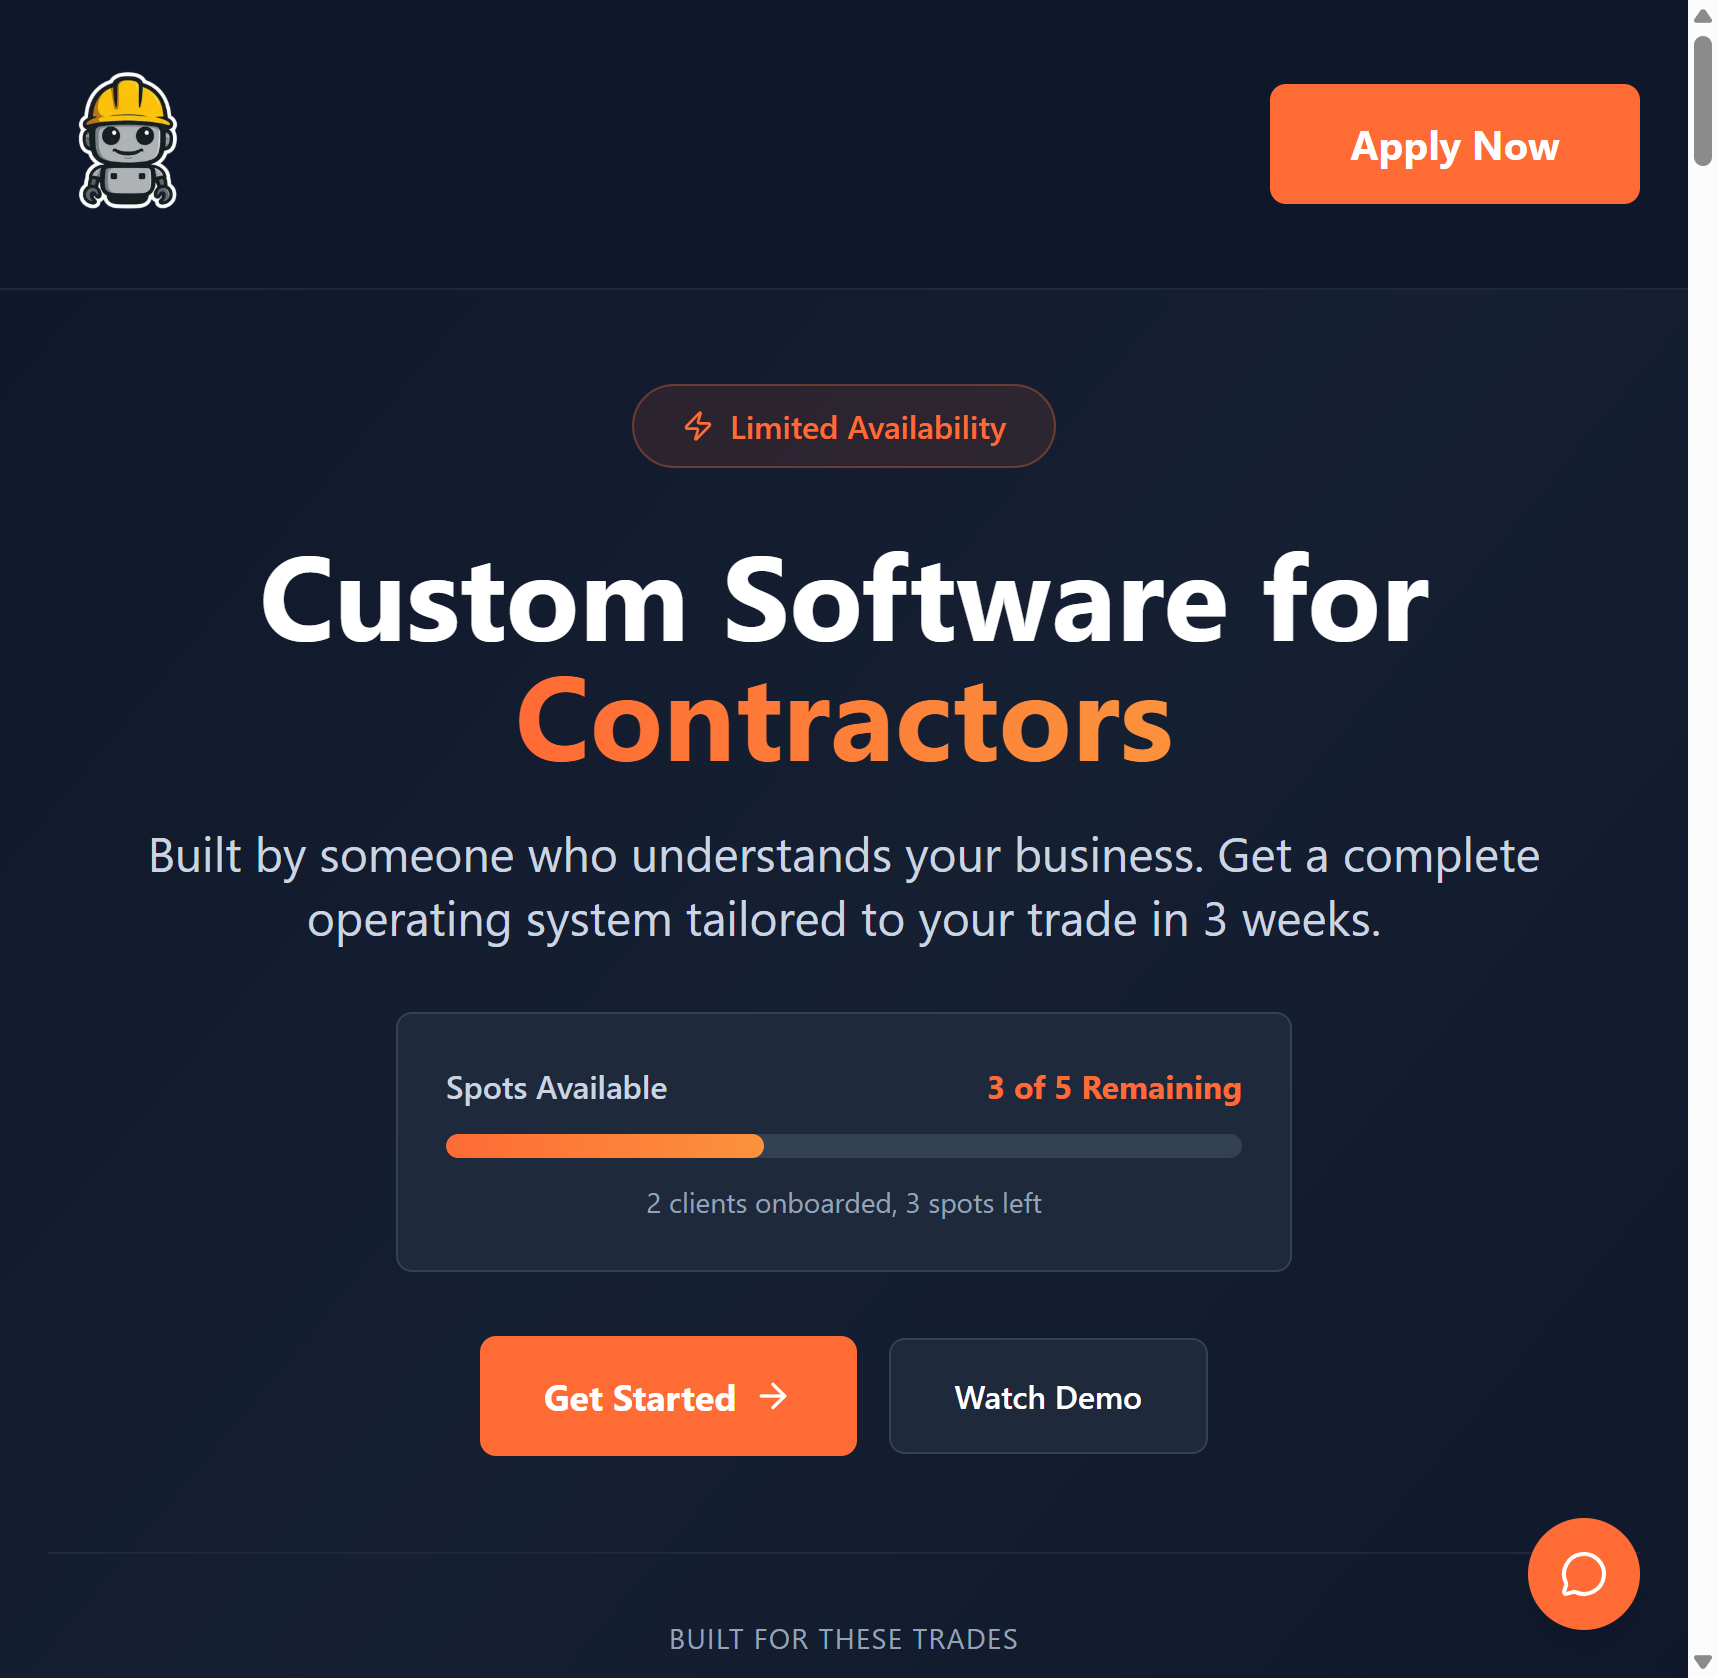 Apply Now
Limited Availability
Custom Software for
Contractors
Built by someone who understands your business. Get a complete
operating system tailored to your trade in 3 weeks.
Spots Available
3 of 5 Remaining
2 clients onboarded, 3 spots left
Get Started
Watch Demo
BUILT FOR THESE TRADES